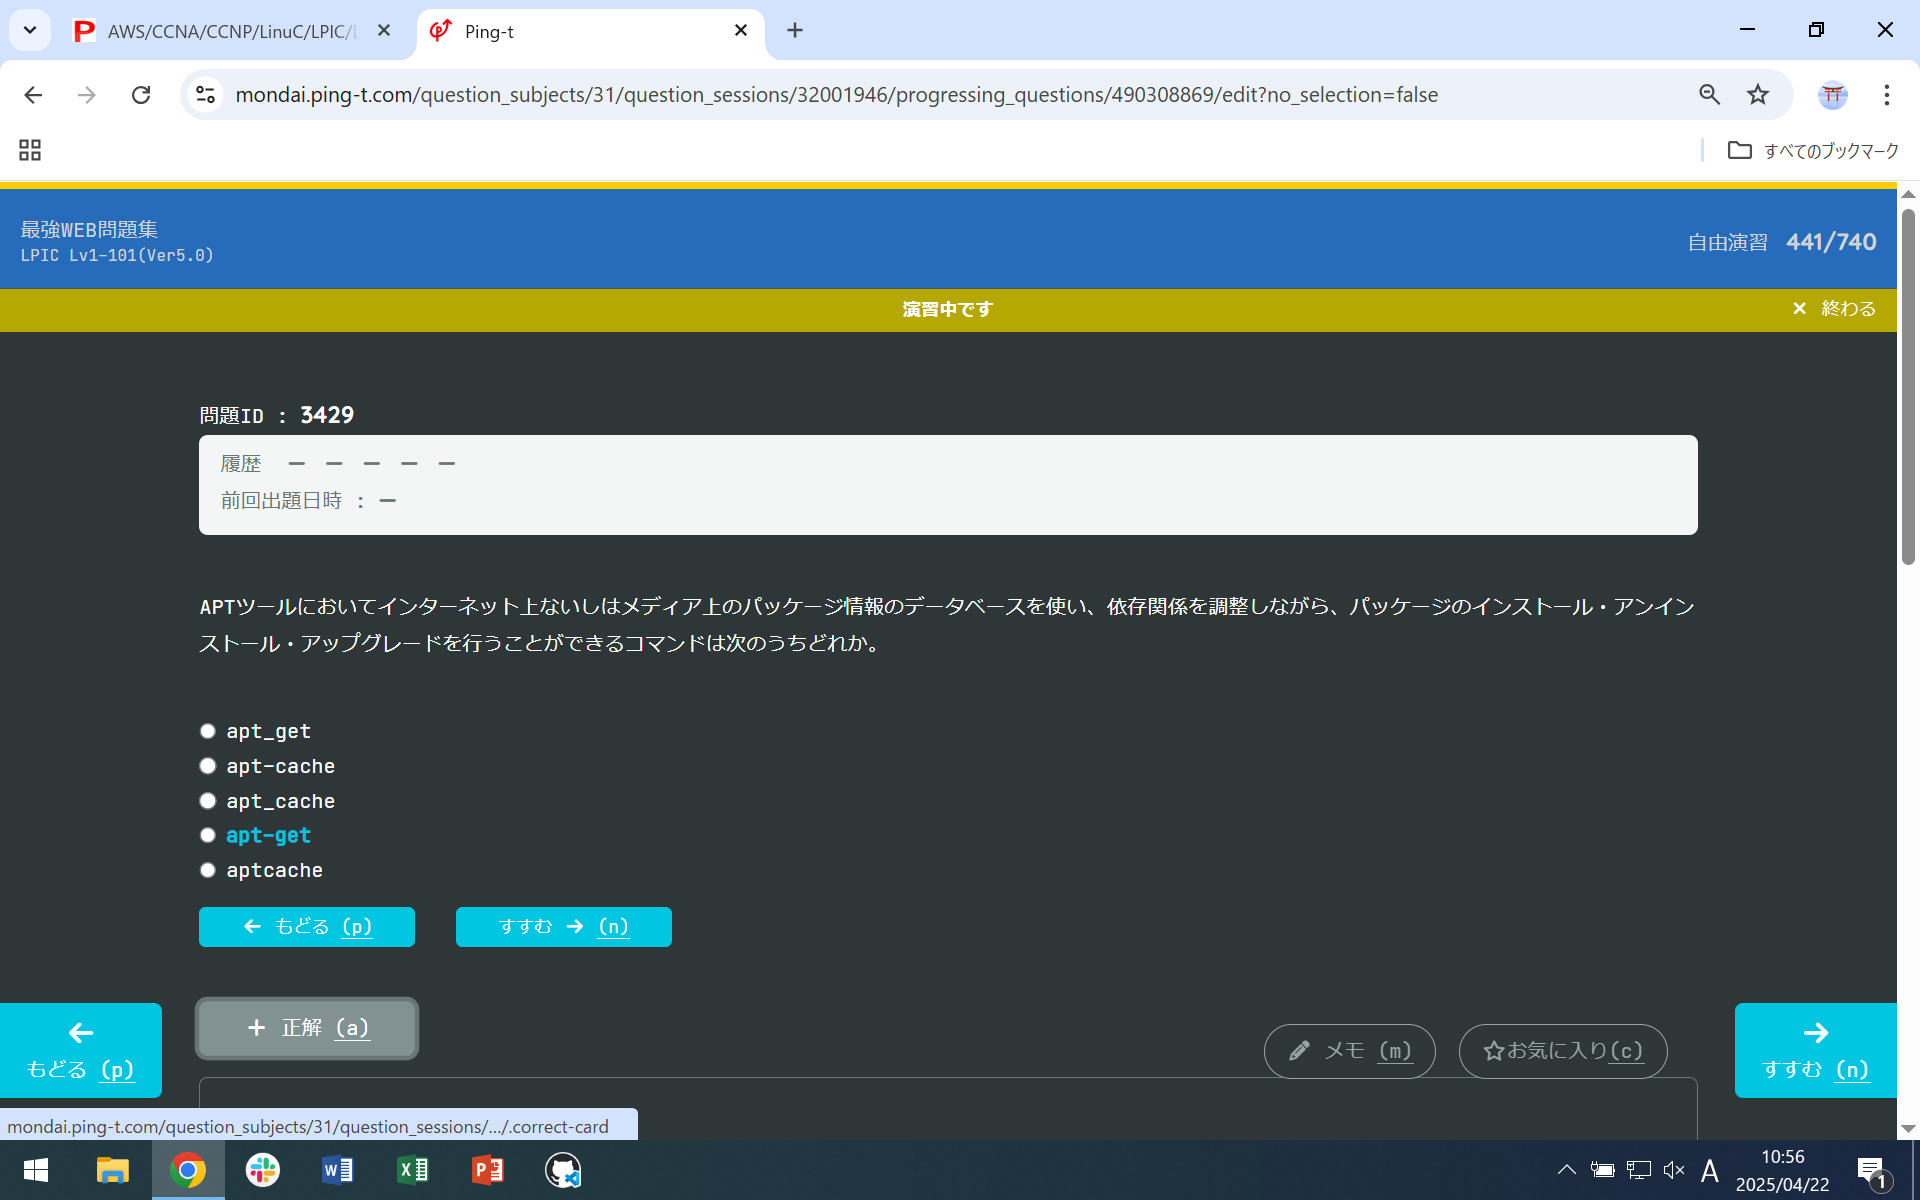 AWS/CCNA/CCNP/LinuC/LPIC/
Ping-t
mondai.ping-t.com/question_subjects/31/question_sessions/32001946/progressing_questions/490308869/edit?no_selection=false
すべてのブックマーク
最強WEB問題集
LPIC Lv1-101(Ver5.0)
自由演習 441/740
演習中です
× 終わる
問題ID : 3429
履歴 ー ー ー ー ー
前回出題日時 : ー
APTツールにおいてインターネット上ないしはメディア上のパッケージ情報のデータベースを使い、依存関係を調整しながら、パッケージのインストール・アンイン
ストール・アップグレードを行うことができるコマンドは次のうちどれか。
apt_get
apt-cache
apt_cache
apt-get
aptcache
← もどる (p)
すすむ → (n)
+ 正解 (a)
メモ (m)
☆お気に入り(c)
←
もどる (p)
→
すすむ (n)
mondai.ping-t.com/question_subjects/31/question_sessions/.../.correct-card
A
10:56
2025/04/22
1